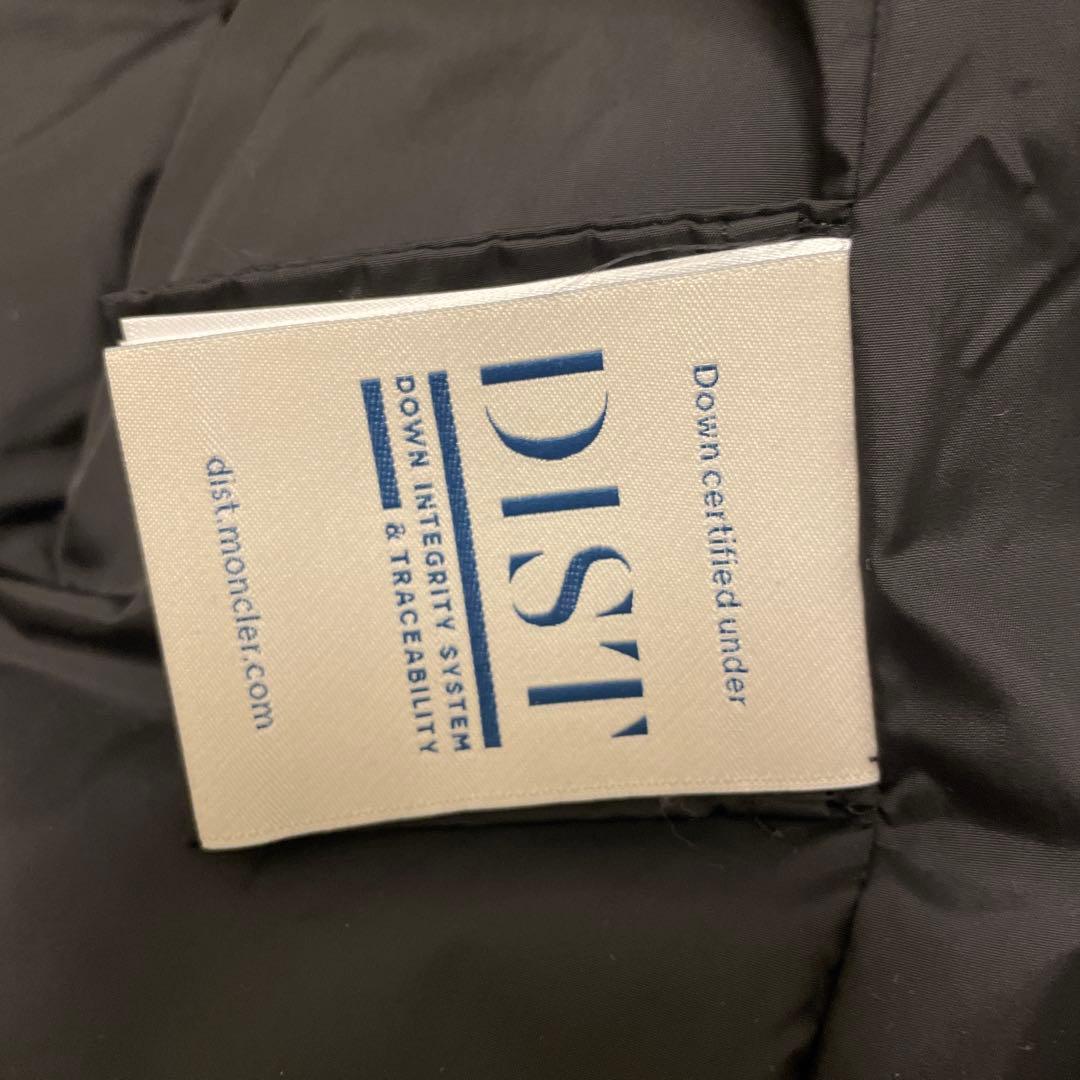 Down certified under
DIST
DOWN INTEGRITY SYSTEM
& TRACEABILITY
dist.moncler.com